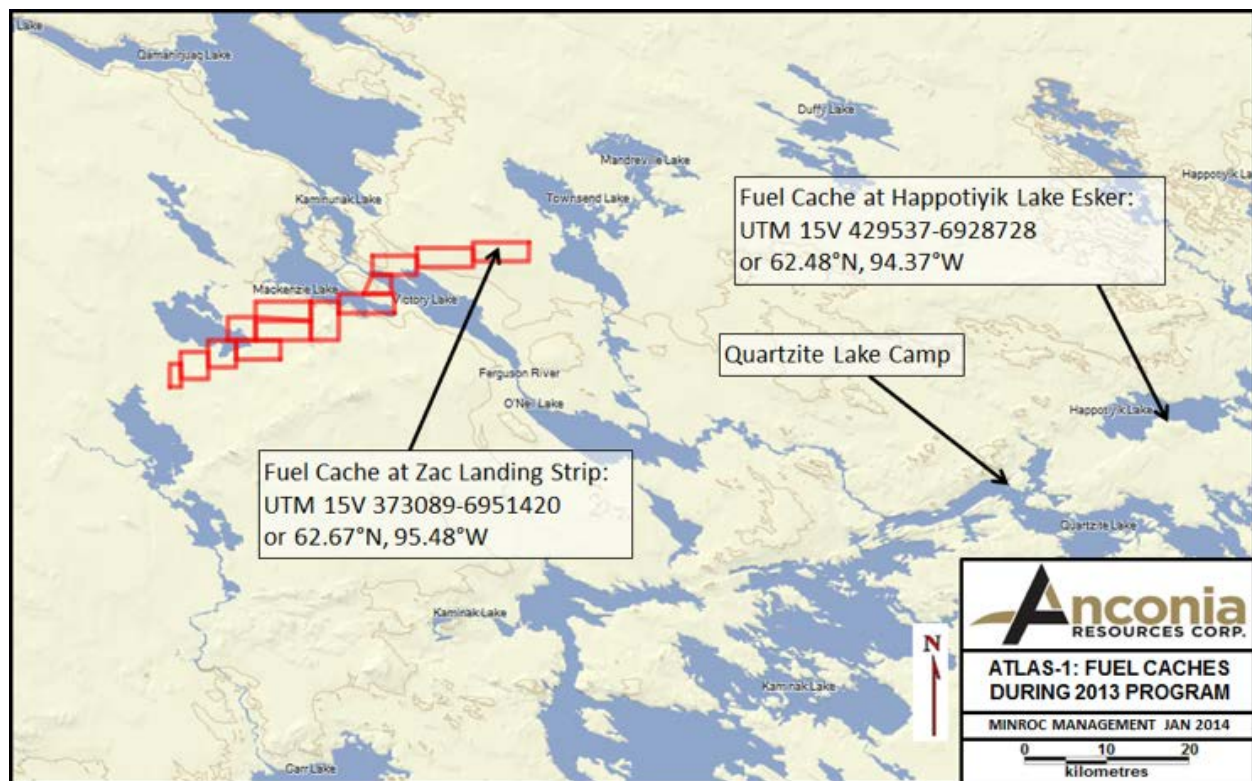 Lake
Qamanirjuaq Lake
Duffy Lake
Mandreville Lake
Happotiyik La
Kaminurak Lake
Townsend Lake
Fuel Cache at Happotiyik Lake Esker:
UTM 15V 429537-6928728
or 62.48°N, 94.37°W
Mackenzie Lake
Victory Lake
Quartzite Lake Camp
Ferguson River
O'Neil Lake
Happotiyik Lake
Fuel Cache at Zac Landing Strip:
UTM 15V 373089-6951420
or 62.67°N, 95.48°W
Quartzite Lake
Kaminak Lake
Kaminak Lake
Carr Lake
N
Anconia
RESOURCES CORP.
ATLAS-1: FUEL CACHES
DURING 2013 PROGRAM
MINROC MANAGEMENT JAN 2014
0 10 20
kilometres